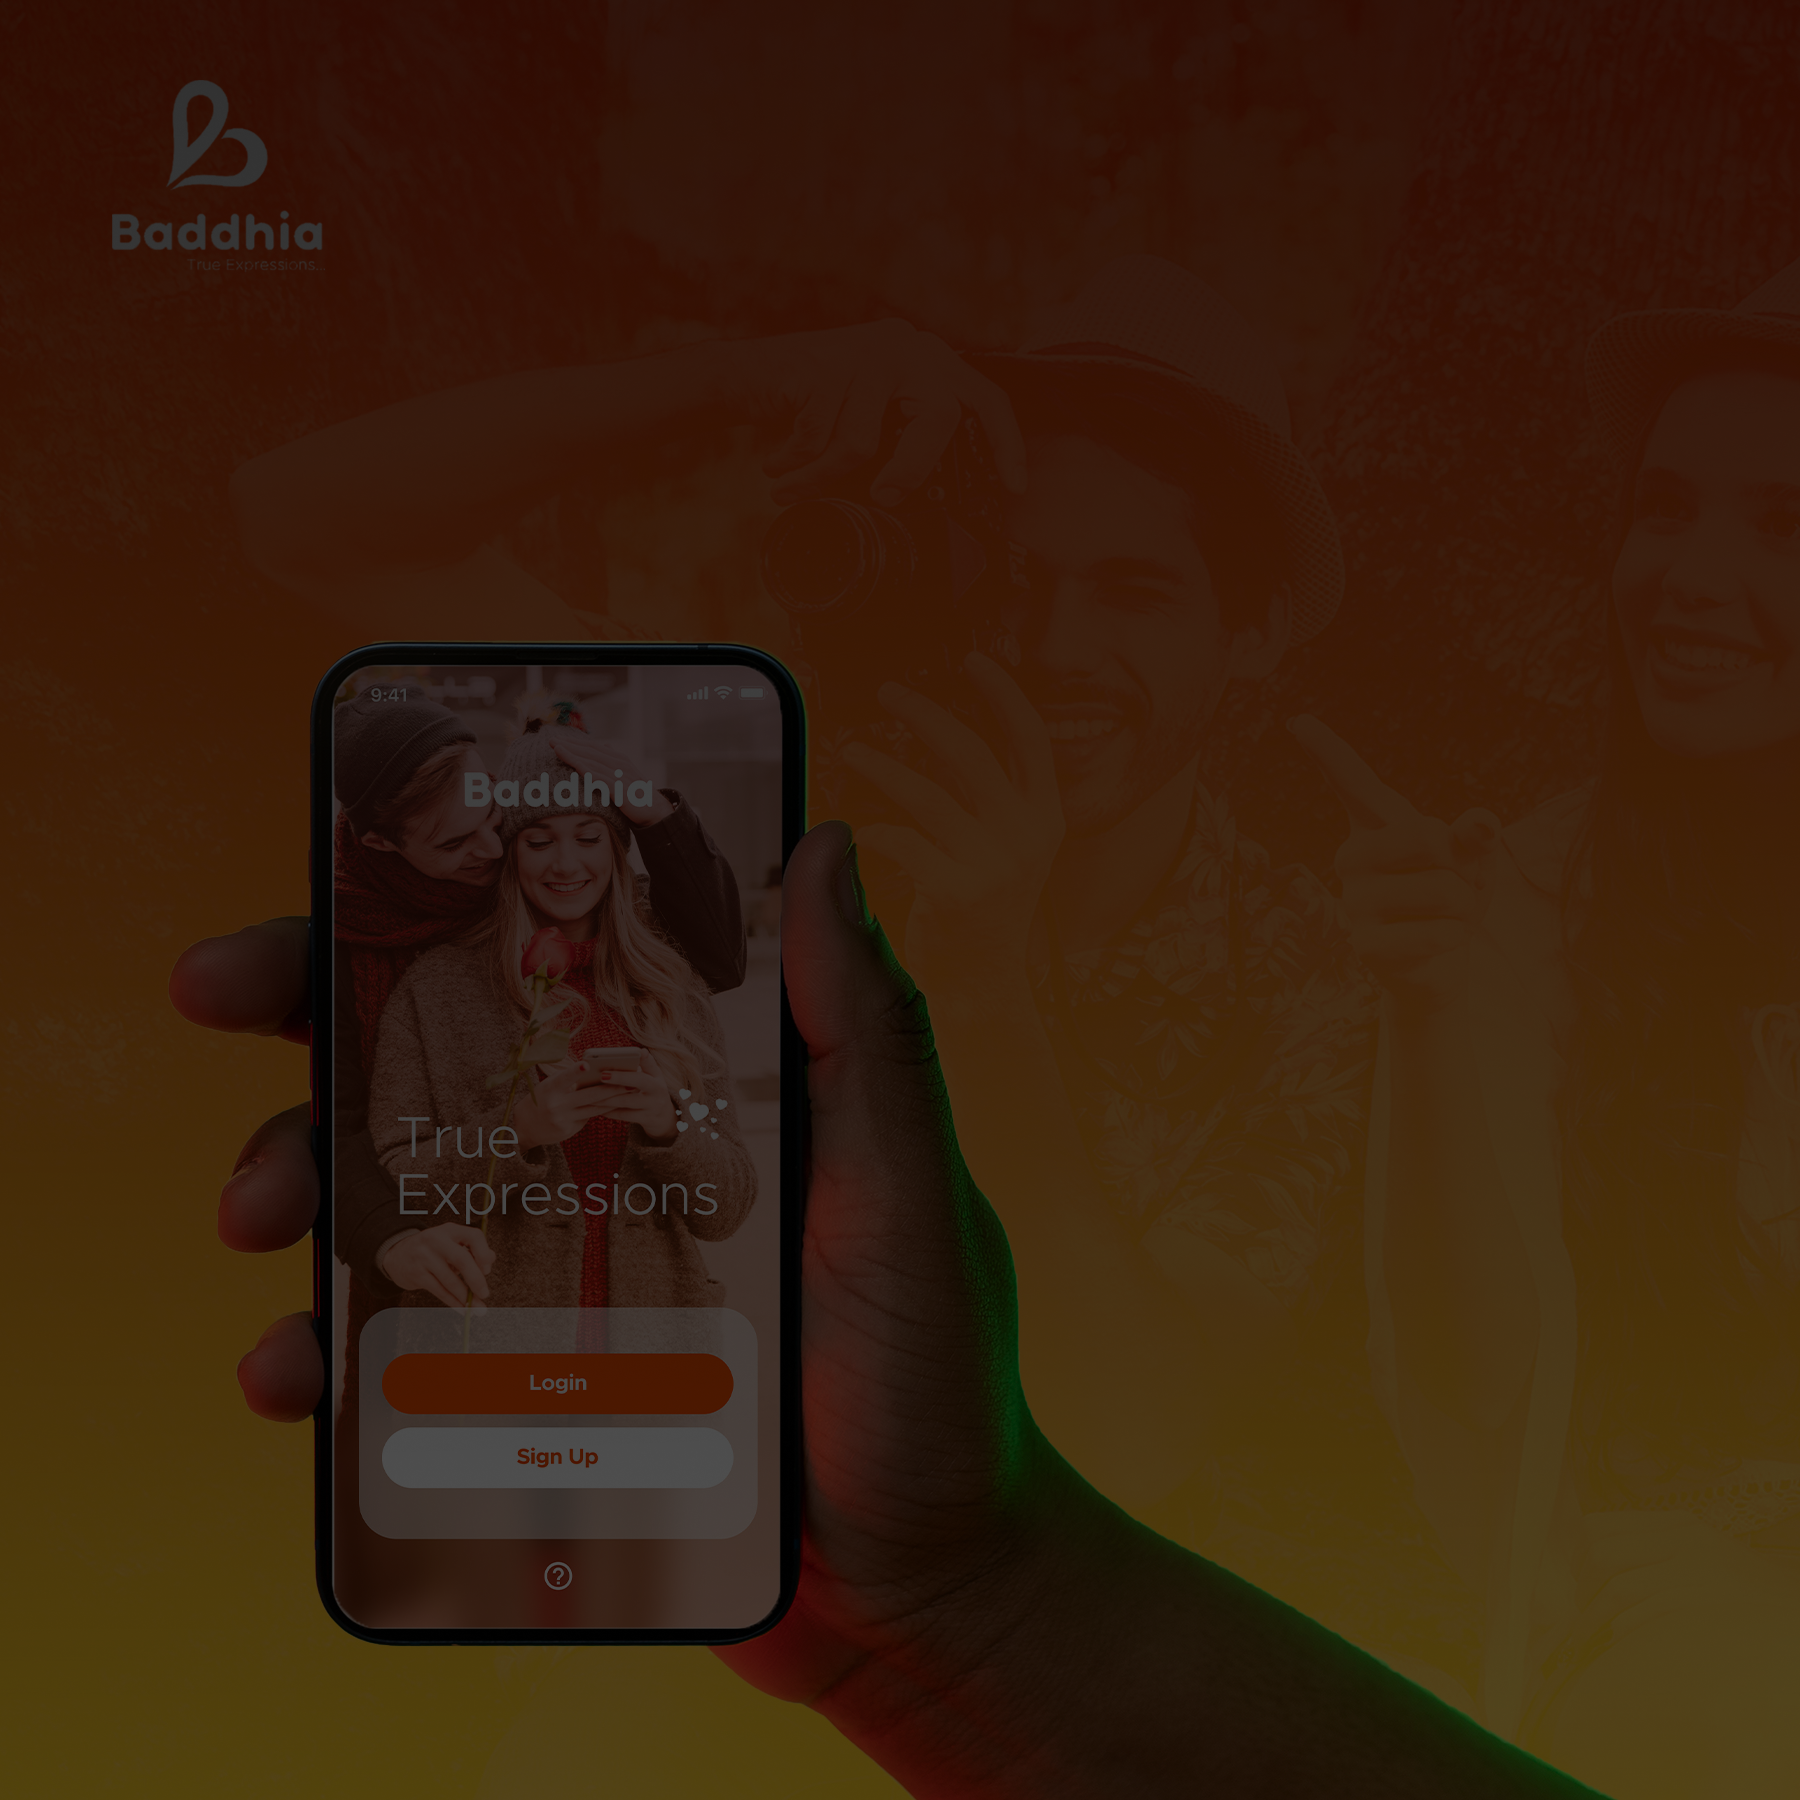 Baddhia
True Expressions..
9:41
Baddhia
True
Expressions
Login
Sign Up